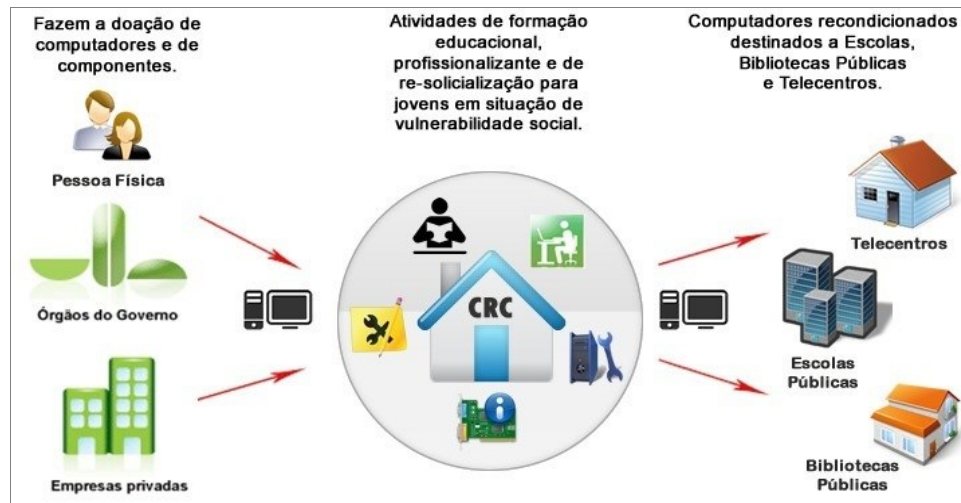 Fazem a doação de
computadores e de
componentes.
Pessoa Física
Órgãos do Governo
Empresas privadas
Atividades de formação
educacional,
profissionalizante e de
re-solicialização para
jovens em situação de
vulnerabilidade social.
CRC
Computadores recondicionados
destinados a Escolas,
Bibliotecas Públicas
e Telecentros.
Telecentros
Escolas
Públicas
Bibliotecas
Públicas